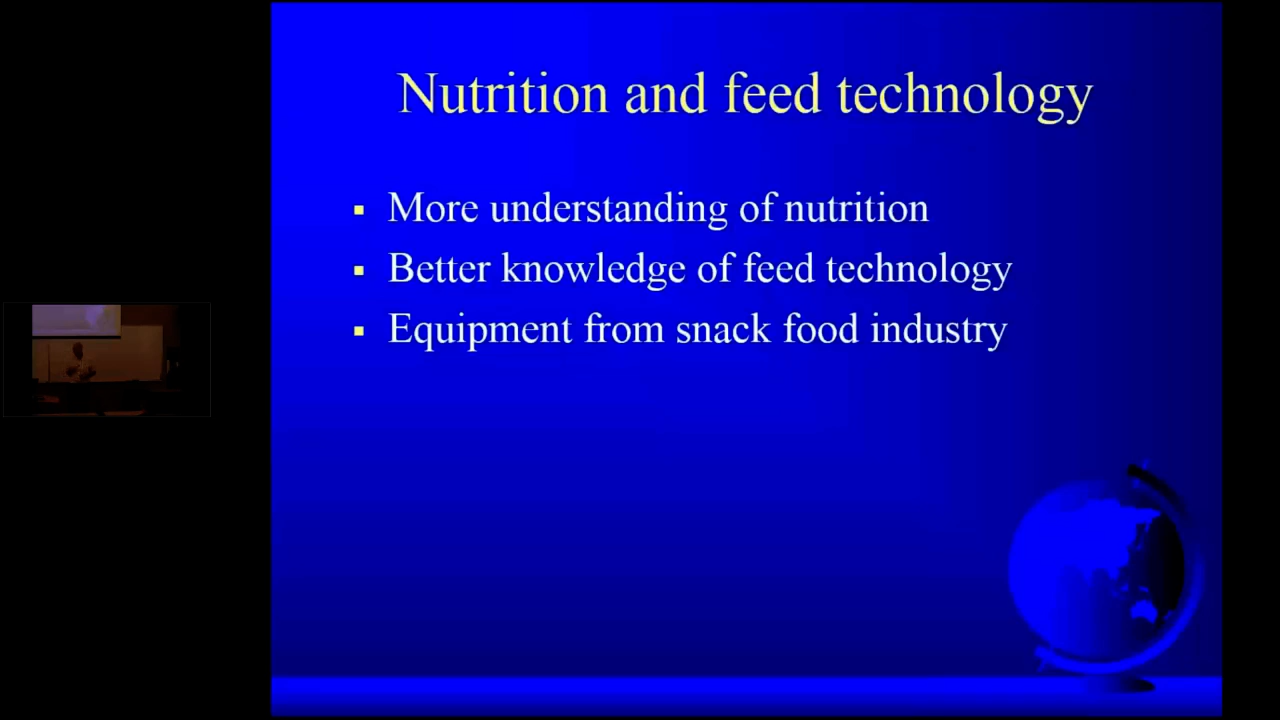 Nutrition and feed technology
More understanding of nutrition
Better knowledge of feed technology
Equipment from snack food industry